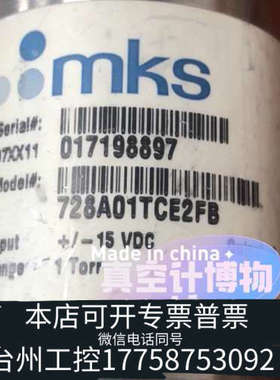 mks
Serial#:
07XX11 017198897
Model#:
728A01TCE2FB
nput +/-15 VDC
1 Torr
Made in china
真空计博物
本店可开专票普票
微信电话同号
台州工控17758753092